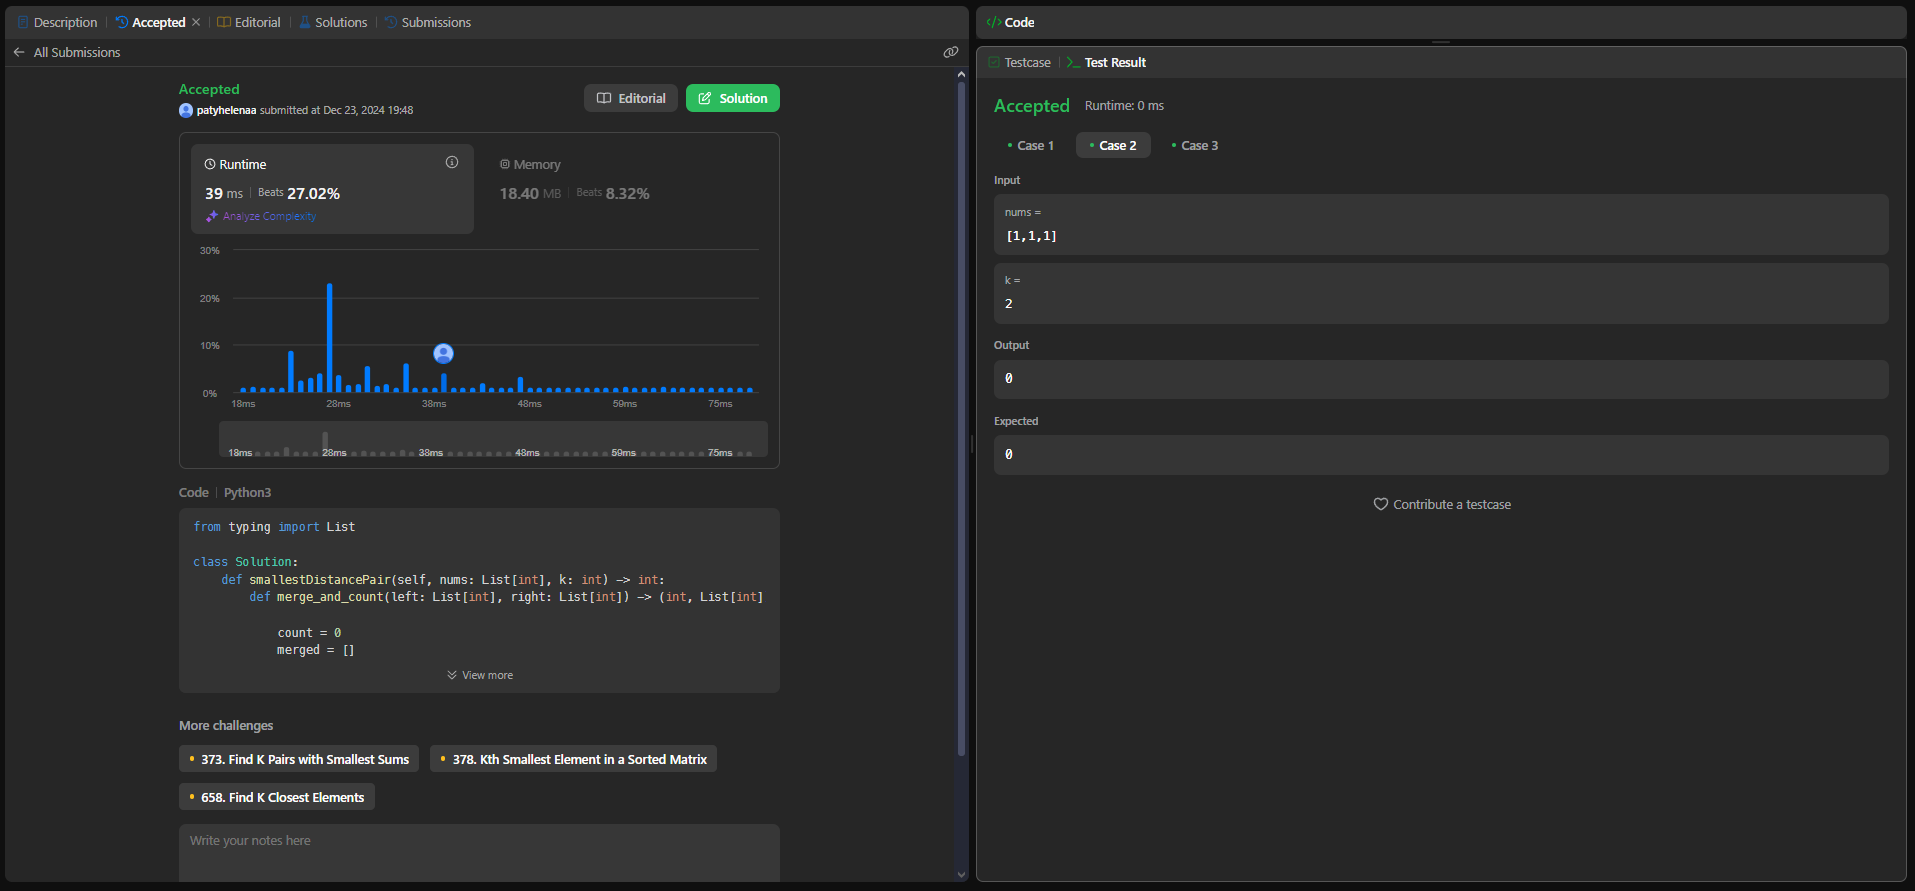 Description
Accepted
Editorial
Solutions
Submissions
All Submissions
Accepted
patyhelenaa submitted at Dec 23, 2024 19:48
Editorial
Solution
Runtime
39 ms | Beats 27.02%
Analyze Complexity
Memory
18.40 MB | Beats 8.32%
30%
20%
10%
0%
18ms 28ms 38ms 48ms 59ms 75ms
18ms 28ms 38ms 48ms 59ms 75ms
Code | Python3
from typing import List
class Solution:
def smallestDistancePair(self, nums: List[int], k: int) -> int:
def merge_and_count(left: List[int], right: List[int]) -> (int, List[int]
count = 0
merged = []
View more
More challenges
373. Find K Pairs with Smallest Sums
378. Kth Smallest Element in a Sorted Matrix
658. Find K Closest Elements
Write your notes here
</> Code
Testcase
Test Result
Accepted Runtime: 0 ms
Case 1
Case 2
Case 3
Input
nums =
[1,1,1]
k =
2
Output
0
Expected
0
Contribute a testcase